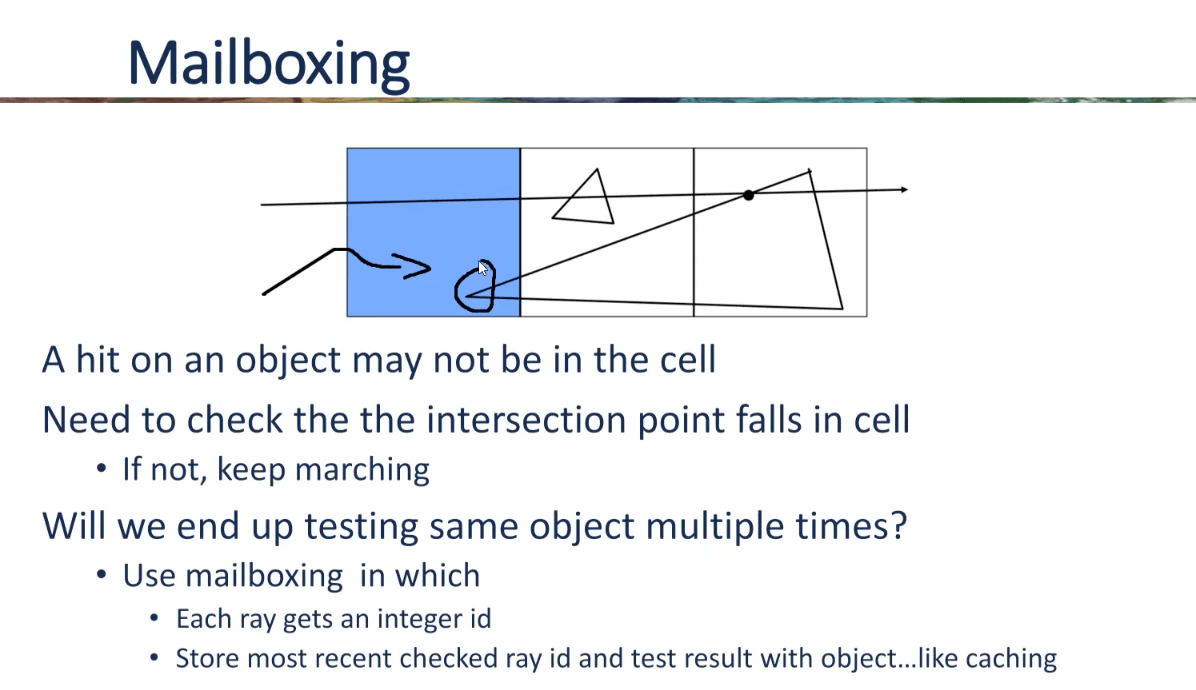 Mailboxing
A hit on an object may not be in the cell
Need to check the the intersection point falls in cell
• If not, keep marching
Will we end up testing same object multiple times?
• Use mailboxing in which
• Each ray gets an integer id
• Store most recent checked ray id and test result with object…like caching